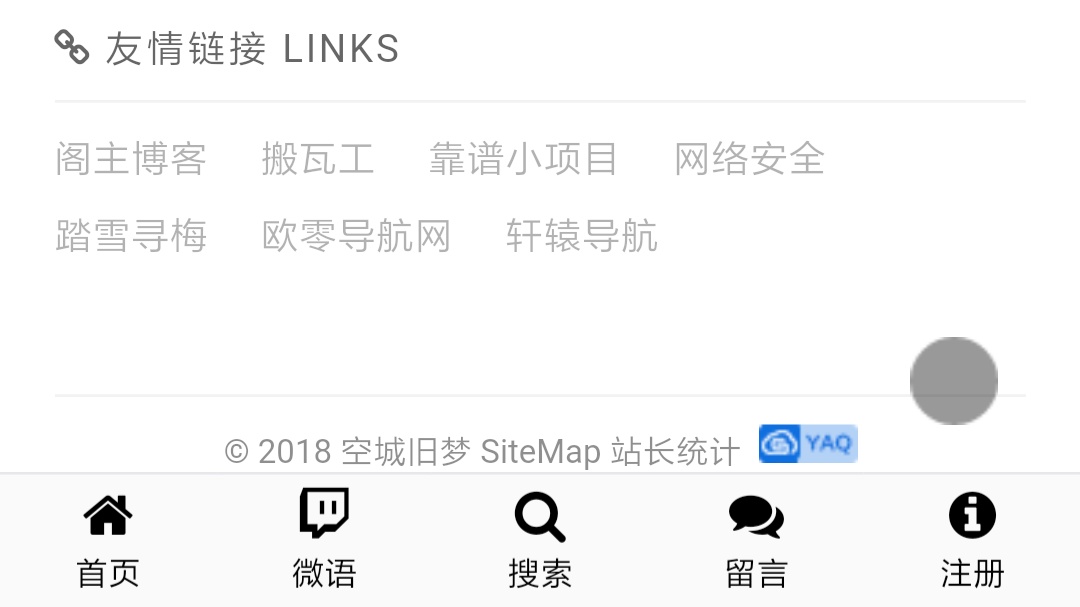 友情链接 LINKS
阁主博客 搬瓦工 靠谱小项目 网络安全
踏雪寻梅 欧零导航网 轩辕导航
© 2018 空城旧梦 SiteMap 站长统计 YAQ
首页 微语 搜索 留言 注册